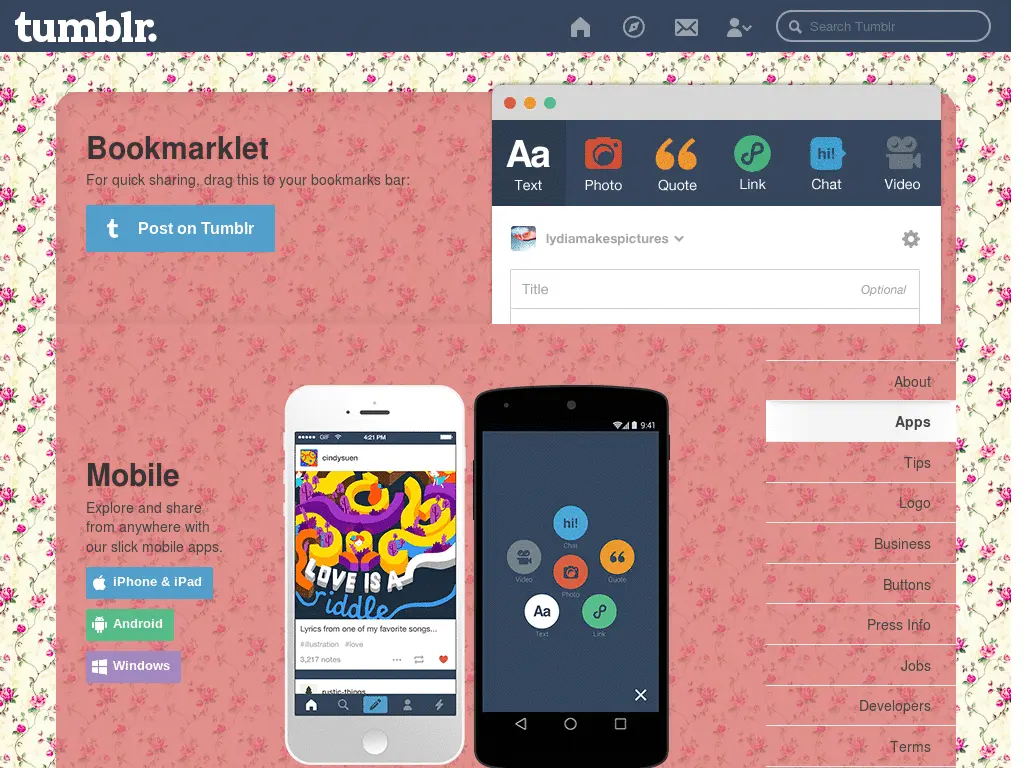 tumblr.
Search Tumblr
Bookmarklet
For quick sharing, drag this to your bookmarks bar:
t Post on Tumblr
Aa
Text
Photo
Quote
Link
hi!
Chat
Video
lydiamakespictures
Title
Optional
About
Apps
Tips
Logo
Business
Buttons
Press Info
Jobs
Developers
Terms
Mobile
Explore and share
from anywhere with
our slick mobile apps.
iPhone & iPad
Android
Windows
GIF 4:21 PM
cindysuen
LOVE IS A
riddle
Lyrics from one of my favorite songs...
#illustration #love
3,217 notes
rustic-things
9:41
hi!
Chat
Video
Quote
Photo
Aa
Text
Link